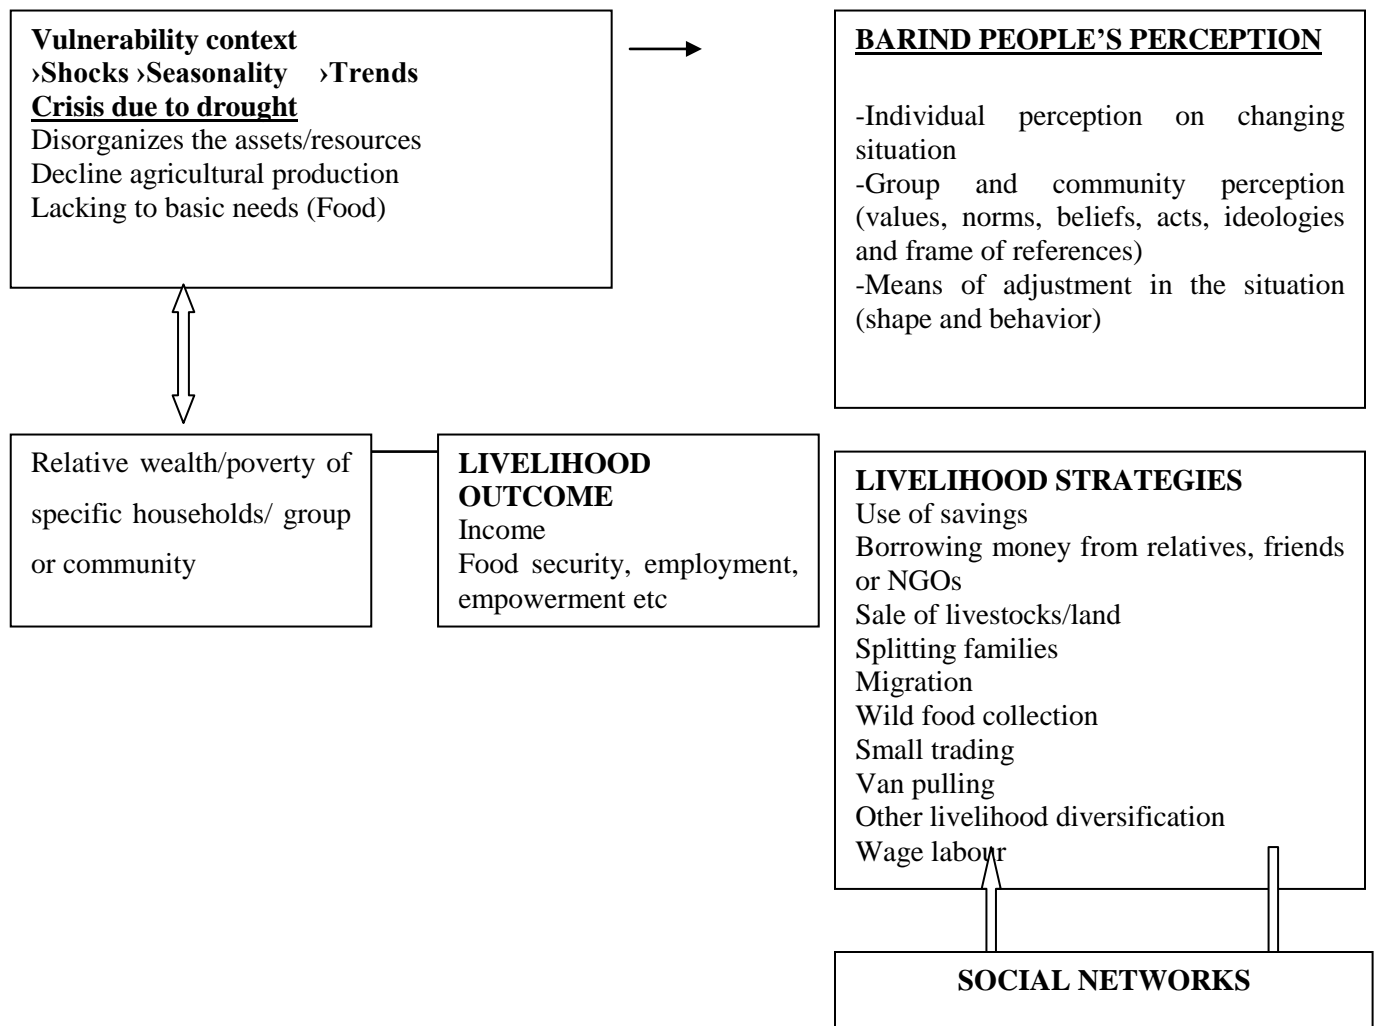 Vulnerability context
›Shocks ›Seasonality ›Trends
Crisis due to drought
Disorganizes the assets/resources
Decline agricultural production
Lacking to basic needs (Food)
BARIND PEOPLE’S PERCEPTION
-Individual perception on changing
situation
-Group and community perception
(values, norms, beliefs, acts, ideologies
and frame of references)
-Means of adjustment in the situation
(shape and behavior)
Relative wealth/poverty of
specific households/ group
or community
LIVELIHOOD
OUTCOME
Income
Food security, employment,
empowerment etc
LIVELIHOOD STRATEGIES
Use of savings
Borrowing money from relatives, friends
or NGOs
Sale of livestocks/land
Splitting families
Migration
Wild food collection
Small trading
Van pulling
Other livelihood diversification
Wage labour
SOCIAL NETWORKS